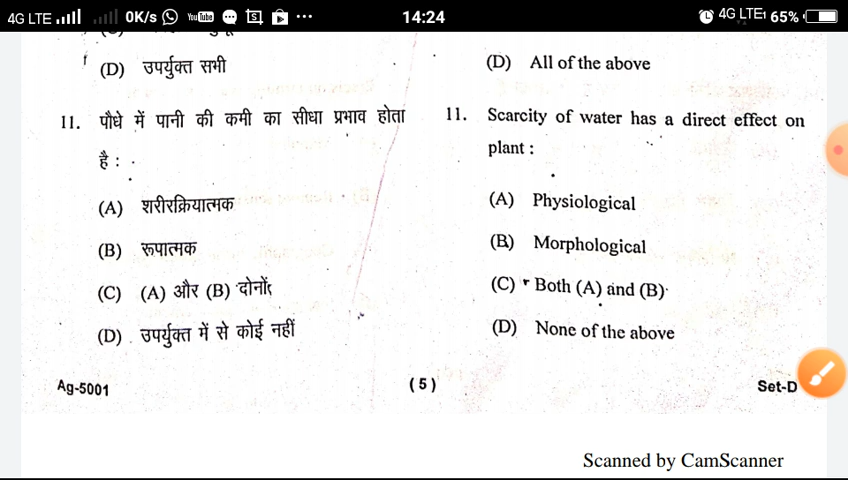 4G LTE 0K/s YouTube S ... 14:24 4G LTE1 65%
(D) उपर्युक्त सभी
11. पौधे में पानी की कमी का सीधा प्रभाव होता
है :
(A) शरीरक्रियात्मक
(B) रूपात्मक
(C) (A) और (B) दोनों
(D) उपर्युक्त में से कोई नहीं
(D) All of the above
11. Scarcity of water has a direct effect on
plant :
(A) Physiological
(B) Morphological
(C) Both (A) and (B)
(D) None of the above
Ag-5001 (5) Set-D
Scanned by CamScanner